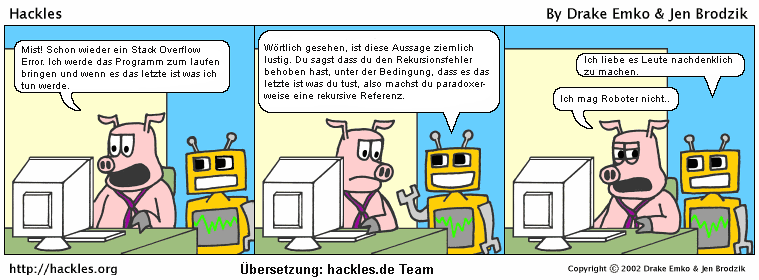 Hackles
By Drake Emko & Jen Brodzik
Mist! Schon wieder ein Stack Overflow
Error. Ich werde das Programm zum laufen
bringen und wenn es das letzte ist was ich
tun werde.
Wörtlich gesehen, ist diese Aussage ziemlich
lustig. Du sagst dass du den Rekursionsfehler
behoben hast, unter der Bedingung, dass es das
letzte ist was du tust, also machst du paradoxer-
weise eine rekursive Referenz.
Ich liebe es Leute nachdenklich
zu machen.
Ich mag Roboter nicht..
http://hackles.org
Übersetzung: hackles.de Team
Copyright © 2002 Drake Emko & Jen Brodzik